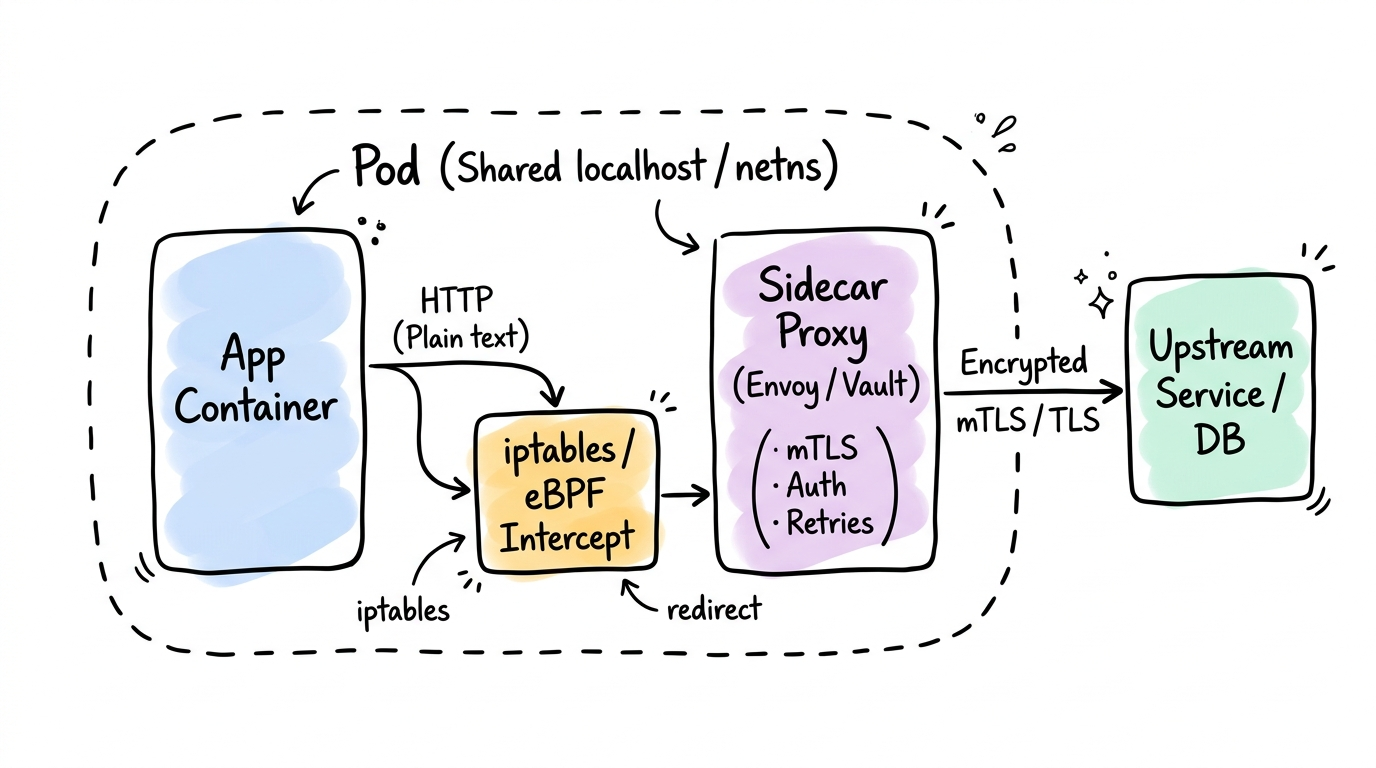 Pod (Shared localhost/netns)
App
Container
HTTP
(Plain text)
iptables/
eBPF
Intercept
iptables
redirect
Sidecar
Proxy
(Envoy/Vault)
· mTLS
· Auth
· Retries
Encrypted
mTLS/TLS
Upstream
Service/
DB